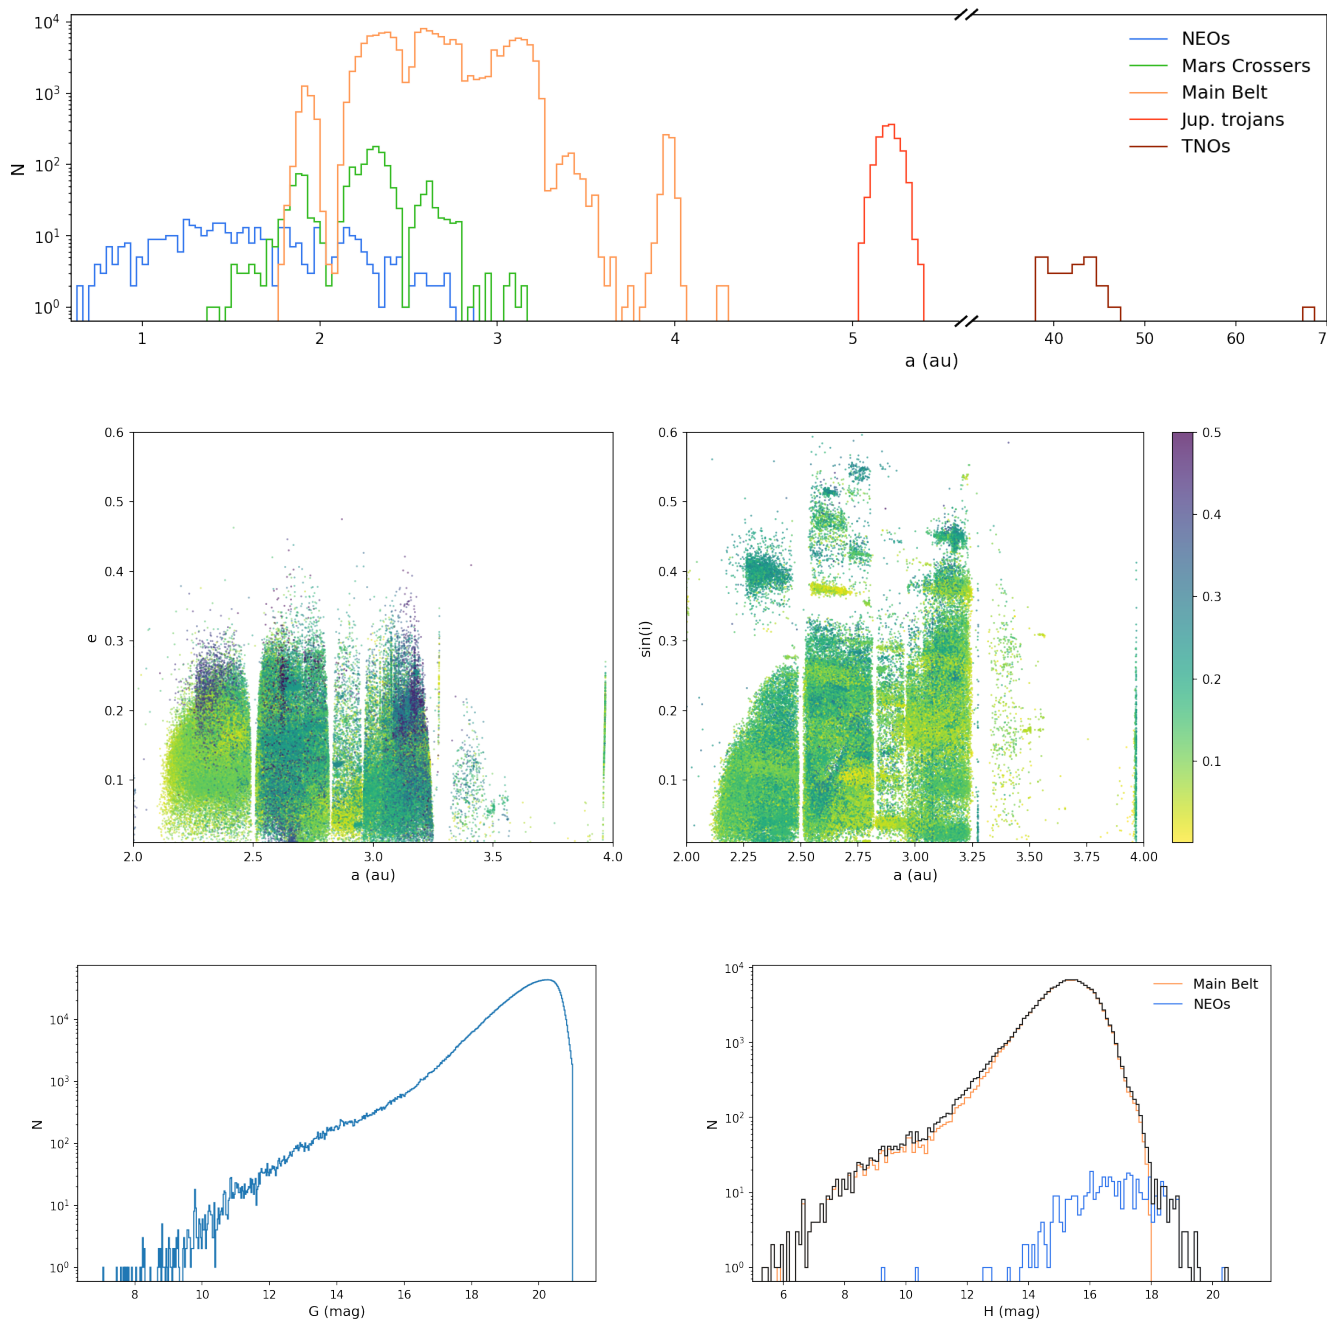 NEOs
Mars Crossers
Main Belt
Jup. trojans
TNOs
N
10⁴
10³
10²
10¹
10⁰
1 2 3 4 5 40 50 60 7
a (au)
e
0.6
0.5
0.4
0.3
0.2
0.1
2.0 2.5 3.0 3.5 4.0
a (au)
sin(i)
0.6
0.5
0.4
0.3
0.2
0.1
2.00 2.25 2.50 2.75 3.00 3.25 3.50 3.75 4.00
a (au)
0.5
0.4
0.3
0.2
0.1
N
10⁴
10³
10²
10¹
10⁰
8 10 12 14 16 18 20
G (mag)
Main Belt
NEOs
N
10⁴
10³
10²
10¹
10⁰
6 8 10 12 14 16 18 20
H (mag)